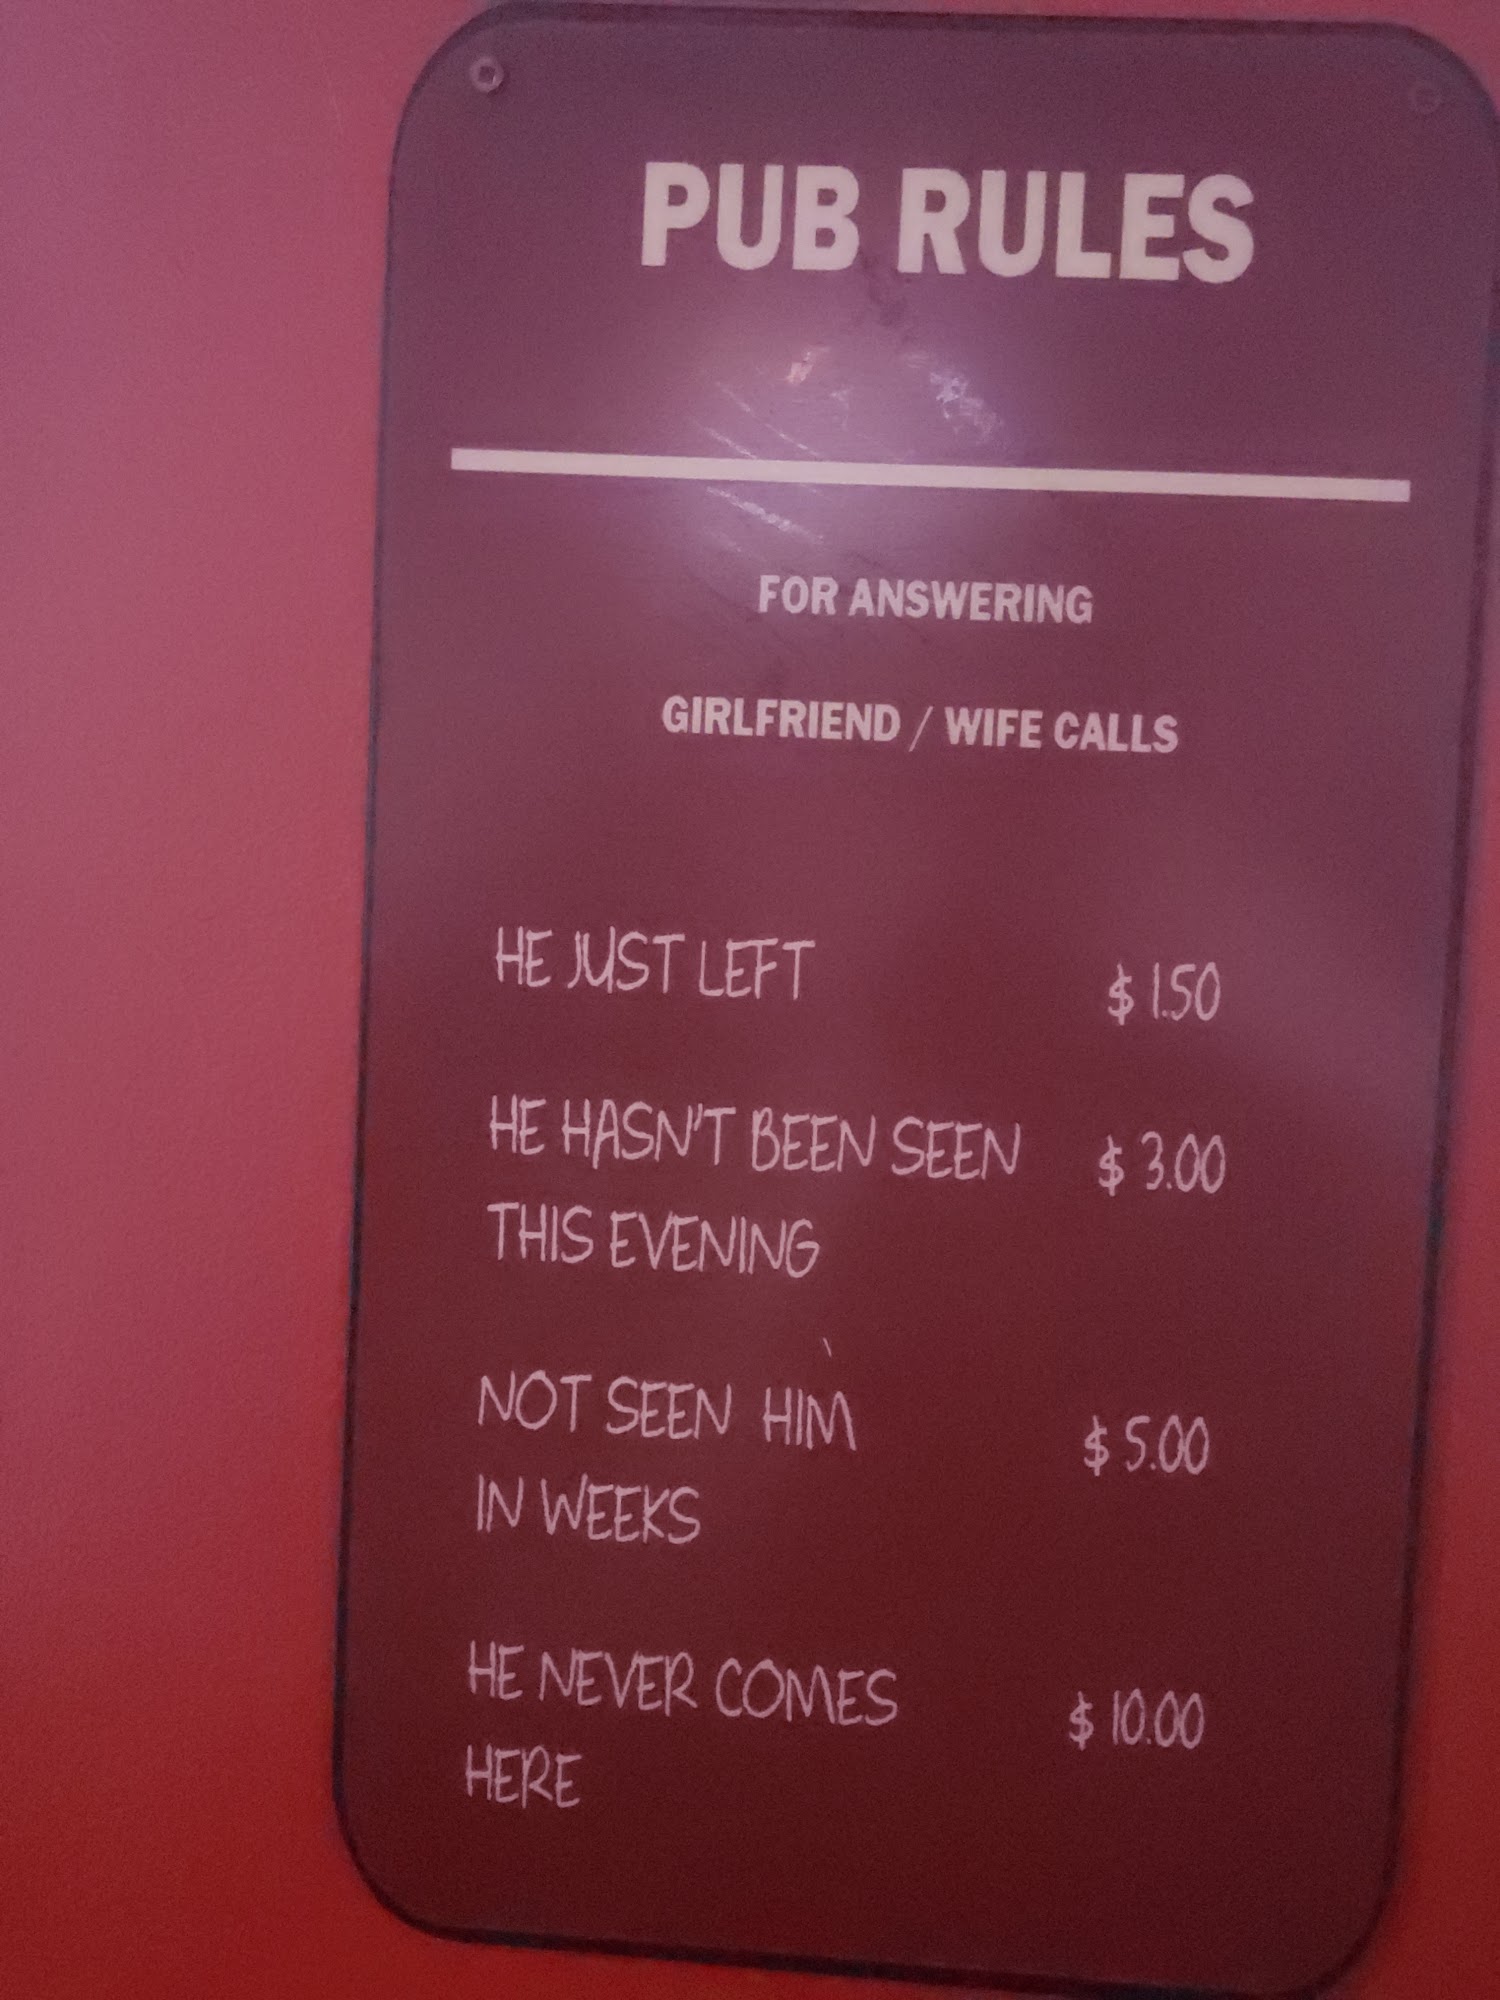 PUB RULES
FOR ANSWERING
GIRLFRIEND / WIFE CALLS
HE JUST LEFT $ 1.50
HE HASN'T BEEN SEEN $ 3.00
THIS EVENING
NOT SEEN HIM $ 5.00
IN WEEKS
HE NEVER COMES $ 10.00
HERE